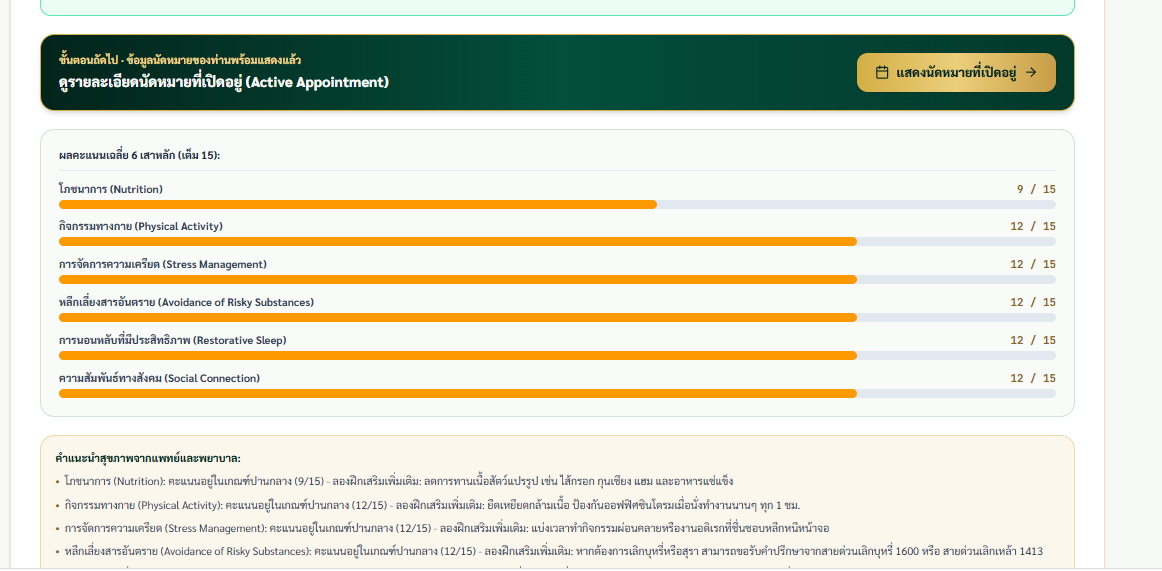 ขั้นตอนถัดไป · ข้อมูลนัดหมายของท่านพร้อมแสดงแล้ว
ดูรายละเอียดนัดหมายที่เปิดอยู่ (Active Appointment)
แสดงนัดหมายที่เปิดอยู่ →
ผลคะแนนเฉลี่ย 6 เสาหลัก (เต็ม 15):
โภชนาการ (Nutrition) 9 / 15
กิจกรรมทางกาย (Physical Activity) 12 / 15
การจัดการความเครียด (Stress Management) 12 / 15
หลีกเลี่ยงสารอันตราย (Avoidance of Risky Substances) 12 / 15
การนอนหลับที่มีประสิทธิภาพ (Restorative Sleep) 12 / 15
ความสัมพันธ์ทางสังคม (Social Connection) 12 / 15
คำแนะนำสุขภาพจากแพทย์และพยาบาล:
• โภชนาการ (Nutrition): คะแนนอยู่ในเกณฑ์ปานกลาง (9/15) - ลองฝึกเสริมเพิ่มเติม: ลดการทานเนื้อสัตว์แปรรูป เช่น ไส้กรอก กุนเชียง แฮม และอาหารแช่แข็ง
• กิจกรรมทางกาย (Physical Activity): คะแนนอยู่ในเกณฑ์ปานกลาง (12/15) - ลองฝึกเสริมเพิ่มเติม: ยืดเหยียดกล้ามเนื้อ ป้องกันออฟฟิศซินโดรมเมื่อนั่งทำงานนานๆ ทุก 1 ชม.
• การจัดการความเครียด (Stress Management): คะแนนอยู่ในเกณฑ์ปานกลาง (12/15) - ลองฝึกเสริมเพิ่มเติม: แบ่งเวลาทำกิจกรรมผ่อนคลายหรืองานอดิเรกที่ชื่นชอบหลีกหนีหน้าจอ
• หลีกเลี่ยงสารอันตราย (Avoidance of Risky Substances): คะแนนอยู่ในเกณฑ์ปานกลาง (12/15) - ลองฝึกเสริมเพิ่มเติม: หากต้องการเลิกบุหรี่หรือสุรา สามารถขอรับคำปรึกษาจากสายด่วนเลิกบุหรี่ 1600 หรือ สายด่วนเลิกเหล้า 1413